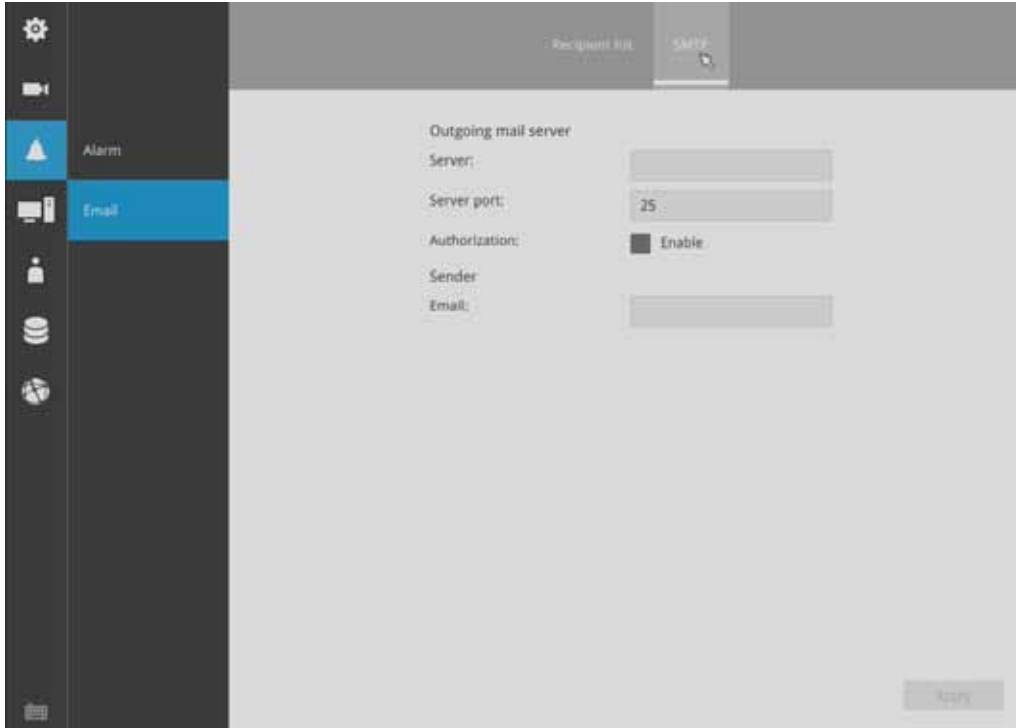 Recipient list
SMTP
Alarm
Email
Outgoing mail server
Server:
Server port:
25
Authorization:
Enable
Sender
Email:
Apply